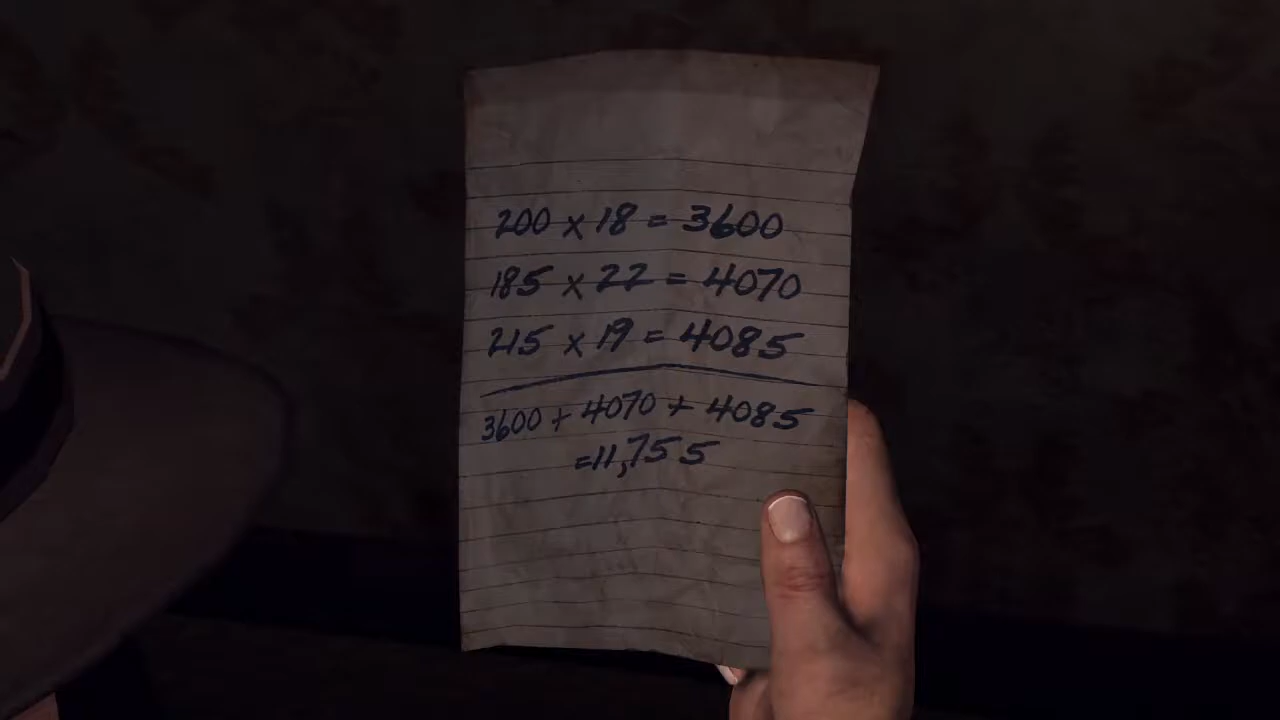 200 x 18 = 3600
185 x 22 = 4070
215 x 19 = 4085
3600 + 4070 + 4085
=11,755